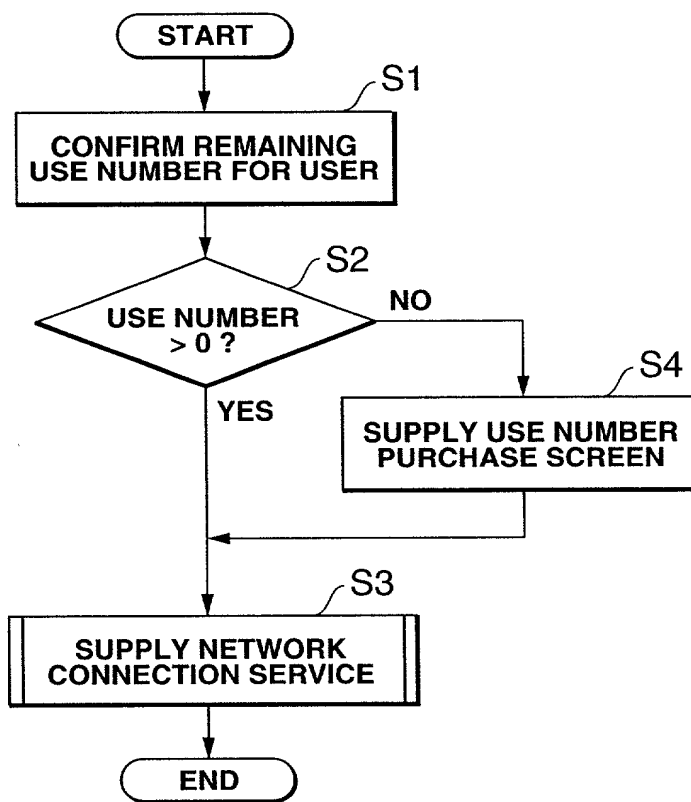 START
S1
CONFIRM REMAINING
USE NUMBER FOR USER
S2
USE NUMBER
> 0 ?
NO
YES
S4
SUPPLY USE NUMBER
PURCHASE SCREEN
S3
SUPPLY NETWORK
CONNECTION SERVICE
END